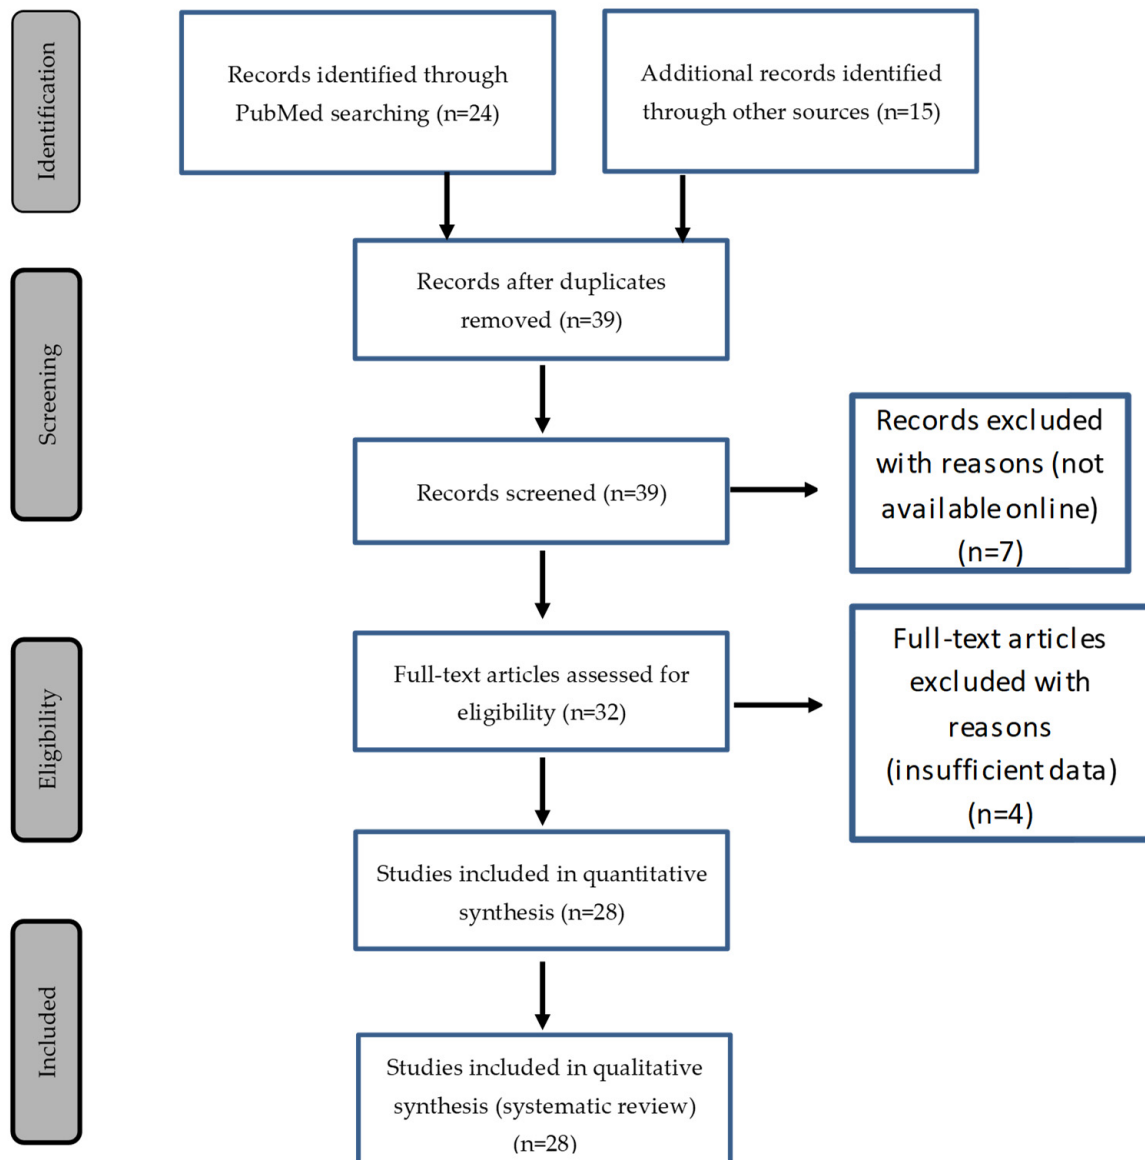 Identification
Records identified through
PubMed searching (n=24)
Additional records identified
through other sources (n=15)
Screening
Records after duplicates
removed (n=39)
Records screened (n=39)
Records excluded
with reasons (not
available online)
(n=7)
Eligibility
Full-text articles assessed for
eligibility (n=32)
Full-text articles
excluded with
reasons
(insufficient data)
(n=4)
Studies included in quantitative
synthesis (n=28)
Included
Studies included in qualitative
synthesis (systematic review)
(n=28)